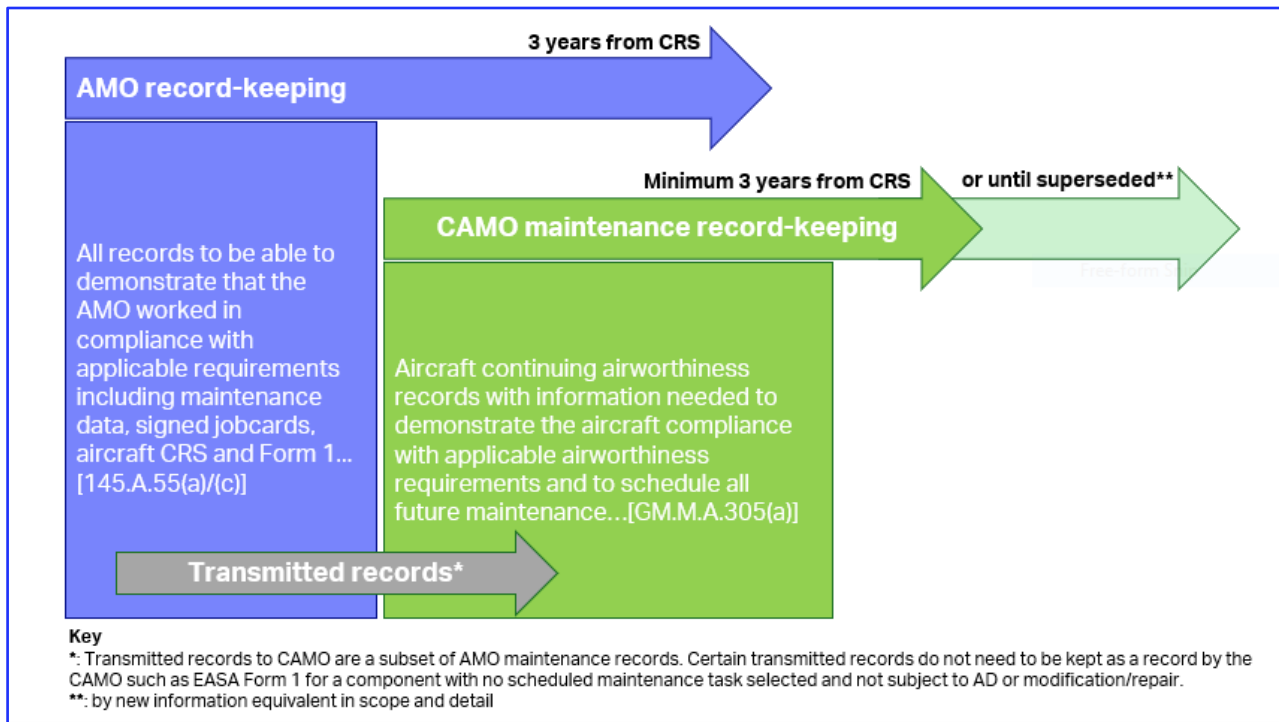 3 years from CRS
AMO record-keeping
Minimum 3 years from CRS
or until superseded**
CAMO maintenance record-keeping
All records to be able to
demonstrate that the
AMO worked in
compliance with
applicable requirements
including maintenance
data, signed jobcards,
aircraft CRS and Form 1...
[145.A.55(a)/(c)]
Aircraft continuing airworthiness
records with information needed to
demonstrate the aircraft compliance
with applicable airworthiness
requirements and to schedule all
future maintenance...[GM.M.A.305(a)]
Transmitted records*
Key
*: Transmitted records to CAMO are a subset of AMO maintenance records. Certain transmitted records do not need to be kept as a record by the
CAMO such as EASA Form 1 for a component with no scheduled maintenance task selected and not subject to AD or modification/repair.
**: by new information equivalent in scope and detail